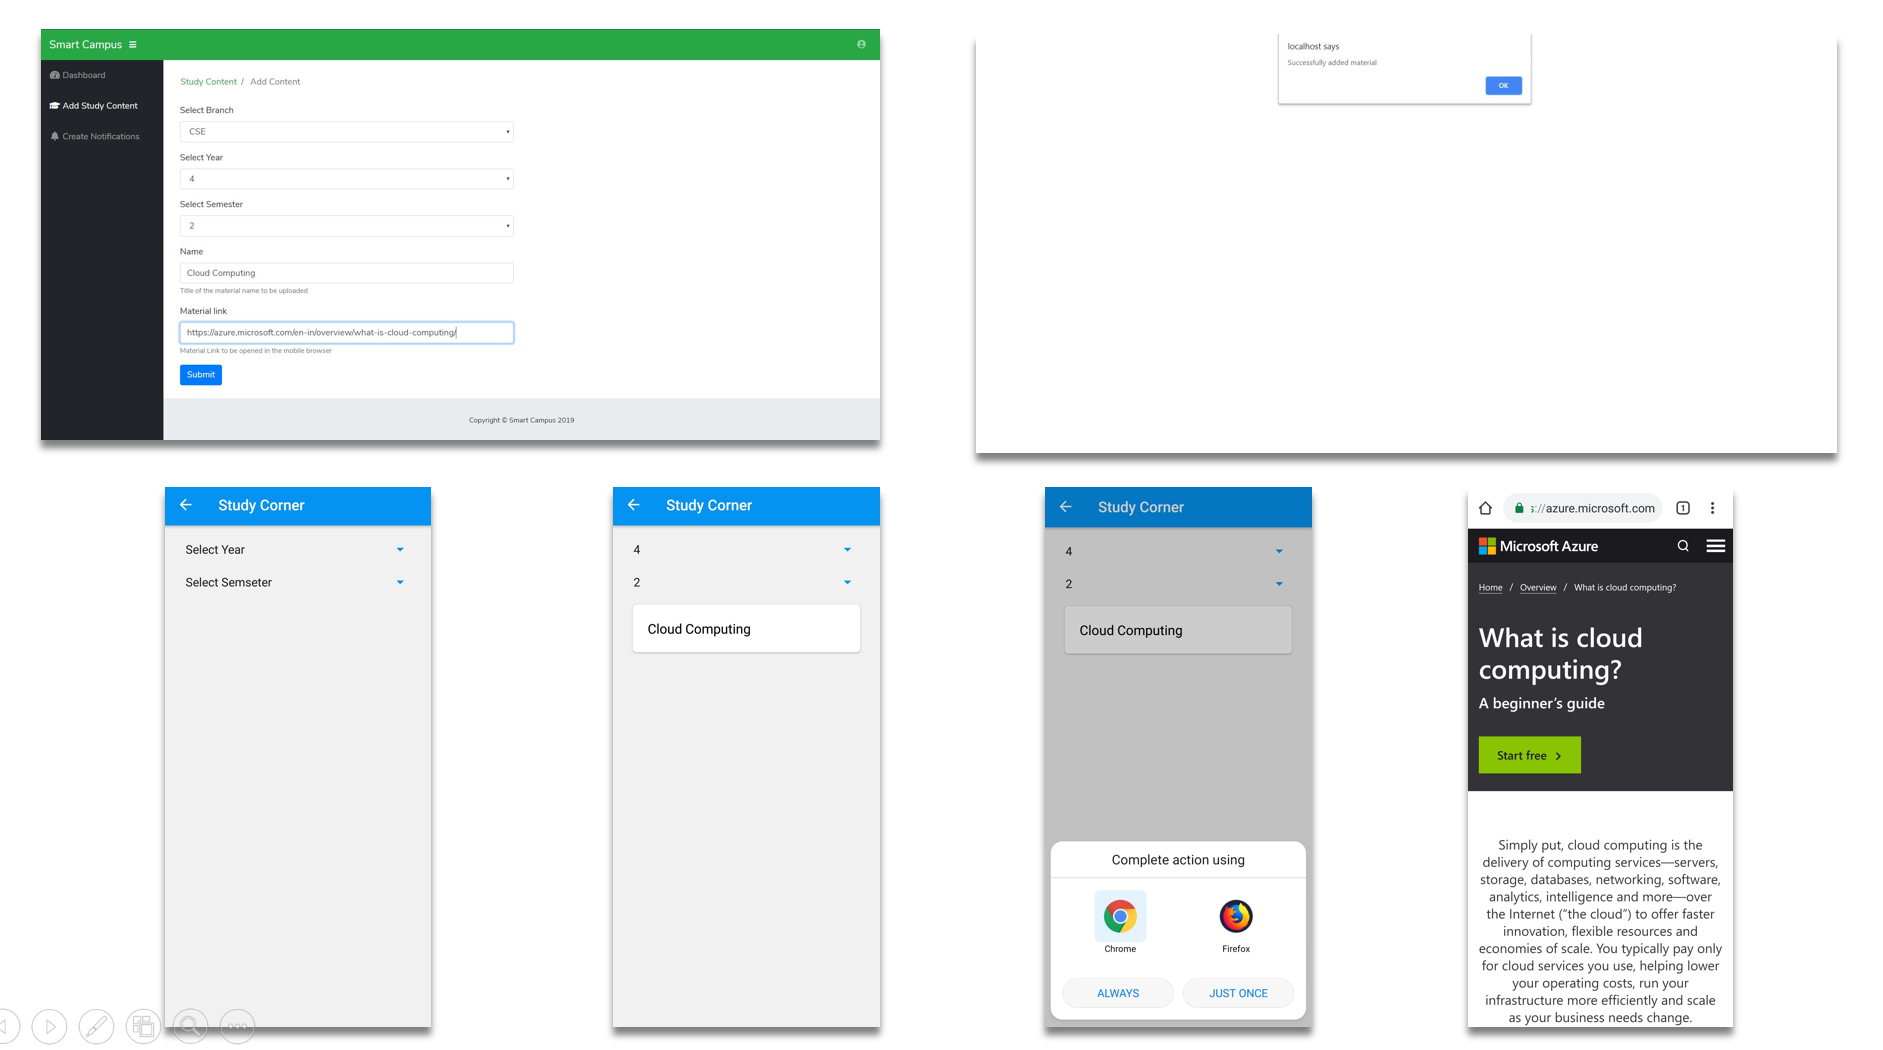 Smart Campus
Dashboard
Add Study Content
Create Notifications
Study Content / Add Content
Select Branch
CSE
Select Year
4
Select Semester
2
Name
Cloud Computing
Title of the material name to be uploaded
Material link
https://azure.microsoft.com/en-in/overview/what-is-cloud-computing/
Material Link to be opened in the mobile browser
Submit
Copyright © Smart Campus 2019
localhost says
Successfully added material
OK
Study Corner
Select Year
Select Semseter
Study Corner
4
2
Cloud Computing
Study Corner
4
2
Cloud Computing
Complete action using
Chrome
Firefox
ALWAYS
JUST ONCE
s://azure.microsoft.com
1
Microsoft Azure
Home / Overview / What is cloud computing?
What is cloud
computing?
A beginner's guide
Start free
Simply put, cloud computing is the
delivery of computing services—servers,
storage, databases, networking, software,
analytics, intelligence and more—over
the Internet ("the cloud") to offer faster
innovation, flexible resources and
economies of scale. You typically pay only
for cloud services you use, helping lower
your operating costs, run your
infrastructure more efficiently and scale
as your business needs change.